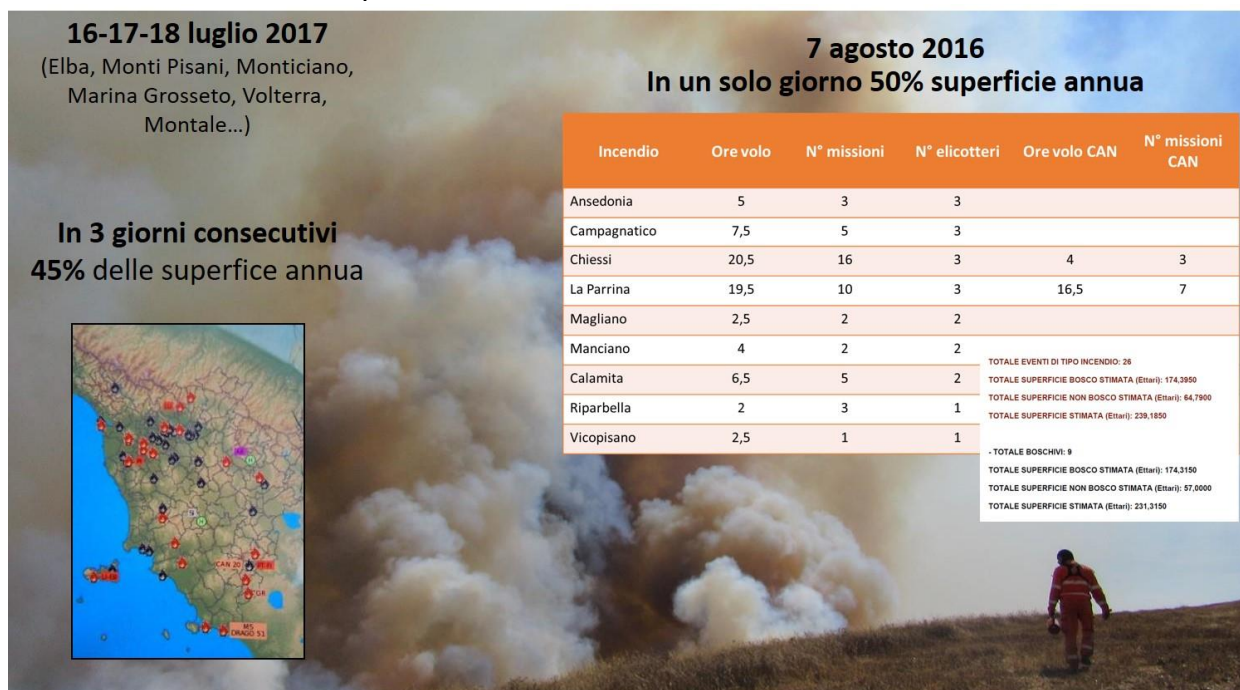 16-17-18 luglio 2017
(Elba, Monti Pisani, Monticiano,
Marina Grosseto, Volterra,
Montale…)
In 3 giorni consecutivi
45% delle superfice annua
CAN 20
GR
M5
DRAGO 51
7 agosto 2016
In un solo giorno 50% superficie annua
Incendio Ore volo N° missioni N° elicotteri Ore volo CAN N° missioni CAN
Ansedonia 5 3 3
Campagnatico 7,5 5 3
Chiessi 20,5 16 3 4 3
La Parrina 19,5 10 3 16,5 7
Magliano 2,5 2 2
Manciano 4 2 2
Calamita 6,5 5 2
Riparbella 2 3 1
Vicopisano 2,5 1 1
TOTALE EVENTI DI TIPO INCENDIO: 26
TOTALE SUPERFICIE BOSCO STIMATA (Ettari): 174,3950
TOTALE SUPERFICIE NON BOSCO STIMATA (Ettari): 64,7900
TOTALE SUPERFICIE STIMATA (Ettari): 239,1850
- TOTALE BOSCHIVI: 9
TOTALE SUPERFICIE BOSCO STIMATA (Ettari): 174,3150
TOTALE SUPERFICIE NON BOSCO STIMATA (Ettari): 57,0000
TOTALE SUPERFICIE STIMATA (Ettari): 231,3150